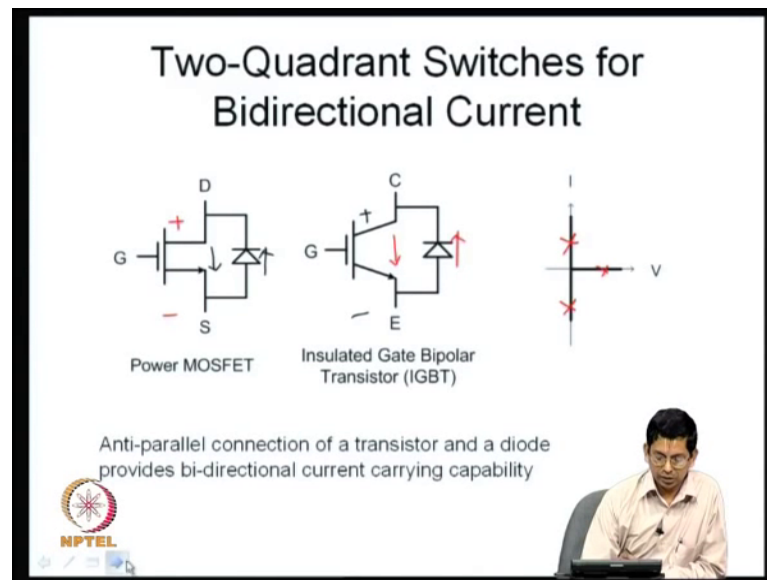 Two-Quadrant Switches for
Bidirectional Current
D
+
G
-
S
Power MOSFET
C
+
G
-
E
Insulated Gate Bipolar
Transistor (IGBT)
I
V
Anti-parallel connection of a transistor and a diode
provides bi-directional current carrying capability
NPTEL